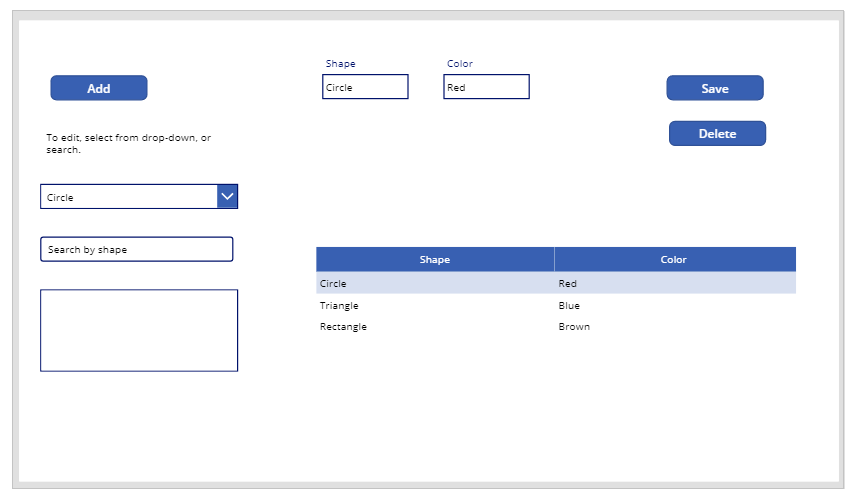 Add
To edit, select from drop-down, or
search.
Circle
Search by shape
Shape Color
Circle Red
Save
Delete
Shape Color
Circle Red
Triangle Blue
Rectangle Brown